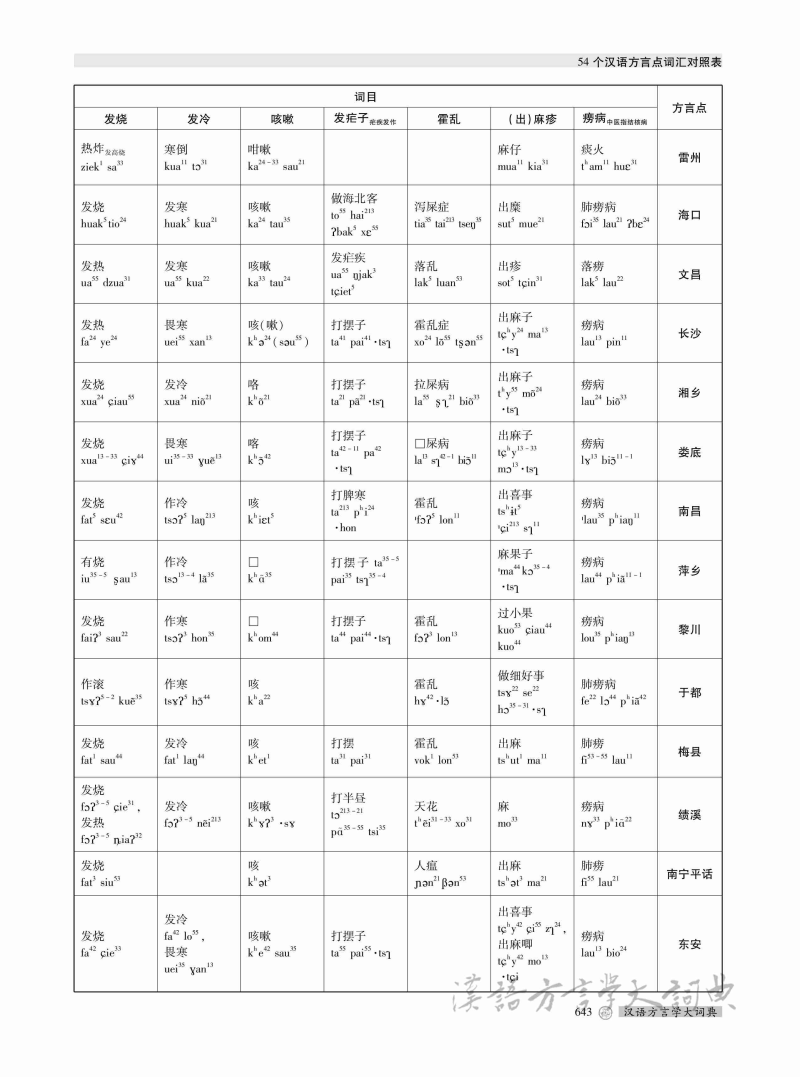 54 个汉语方言点词汇对照表
词目
方言点
发烧 发冷 咳嗽 发疟子疟疾发作 霍乱 (出)麻疹 痨病中医指结核病
热炸发高烧 寒倒 呭嗽 麻仔 痰火 雷州
ziek¹ sa³³ kua¹¹ tɔ³¹ ka²⁴⁻³³ sau²¹ mua¹¹ kia³¹ tʰam¹¹ huɛ³¹
发烧 发寒 咳嗽 做海北客 泻屎症 出糜 肺痨病 海口
huak⁵tio²⁴ huak⁵ kua²¹ ka²⁴ tau³⁵ to⁵⁵ hai²¹³ tia³⁵ tai²¹³ tseŋ³⁵ sut⁵ mue²¹ fɔi³⁵ lau²¹ ʔbɛ²⁴
ʔbak⁵ xɛ⁵⁵
发热 发寒 咳嗽 发疟疾 落乱 出疹 落痨 文昌
ua⁵⁵ dzua³¹ ua⁵⁵ kua²² ka³³ tau²⁴ ua⁵⁵ njak³ lak⁵ luan⁵³ sot⁵ tɕin³¹ lak⁵ lau²²
tɕiet⁵
发热 畏寒 咳(嗽) 打摆子 霍乱症 出麻子 痨病 长沙
fa²⁴ ye²⁴ uei⁵⁵ xan¹³ kʰə²⁴(səu⁵⁵) ta⁴¹ pai⁴¹·tsɿ xo²⁴ lõ⁵⁵ tʂən⁵⁵ tɕʰy²⁴ ma¹³ lau¹³ pin¹¹
·tsɿ
发烧 发冷 咯 打摆子 拉屎病 出麻子 痨病 湘乡
xua²⁴ ɕiau⁵⁵ xua²⁴ niõ²¹ kʰõ²¹ ta²¹ pã²¹·tsɿ la⁵⁵ ʂʅ²¹ biõ³³ tʰy⁵⁵ mõ²⁴ lau²⁴ biõ³³
·tsɿ
发烧 畏寒 喀 打摆子 □屎病 出麻子 痨病 娄底
xua¹³⁻³³ ɕiɤ⁴⁴ ui³⁵⁻³³ ɣuẽ¹³ kʰɔ̃⁴² ta⁴²⁻¹¹ pa⁴² la¹³ sɿ⁴²⁻¹ biɔ̃¹¹ tɕʰy¹³⁻³³ lɤ¹³ biɔ̃¹¹⁻¹
·tsɿ mɔ¹³·tsɿ
发烧 作冷 咳 打脾寒 霍乱 出喜事 痨病 南昌
fat⁵ sɛu⁴² tsɔʔ⁵ laŋ²¹³ kʰiɛt⁵ ta²¹³ pʰi²⁴ ˈfɔʔ⁵ lon¹¹ tsʰɨt⁵ ˈlau³⁵ pʰiaŋ¹¹
·hon ˈɕi²¹³ sɿ¹¹
有烧 作冷 □ 打摆子 ta³⁵⁻⁵ 麻果子 痨病 萍乡
iu³⁵⁻⁵ ʂau¹³ tsɔ¹³⁻⁴ lã³⁵ kʰɑ̃³⁵ pai³⁵ tsɿ³⁵⁻⁴ ˈma⁴⁴kɔ³⁵⁻⁴ lau⁴⁴ pʰiã¹¹⁻¹
·tsɿ
发烧 作寒 □ 打摆子 霍乱 过小果 痨病 黎川
faiʔ³ sau²² tsɔʔ³ hon³⁵ kʰom⁴⁴ ta⁴⁴ pai⁴⁴·tsɿ fɔʔ³ lon¹³ kuo⁵³ ɕiau⁴⁴ lou³⁵ pʰiaŋ¹³
kuo⁴⁴
作滚 作寒 咳 霍乱 做细好事 肺痨病 于都
tsɤʔ⁵⁻² kuẽ³⁵ tsɤʔ⁵ hɔ̃⁴⁴ kʰa²² hɤ⁴²·lɔ̃ tsɤ²² se²² fe²² lɔ⁴⁴ pʰiã⁴²
hɔ³⁵⁻³¹·sɿ
发烧 发冷 咳 打摆 霍乱 出麻 肺痨 梅县
fat¹ sau⁴⁴ fat¹ laŋ⁴⁴ kʰet¹ ta³¹ pai³¹ vok¹ lon⁵³ tsʰut¹ ma¹¹ fi⁵³⁻⁵⁵ lau¹¹
发烧 发冷 咳嗽 打半昼 天花 麻 痨病 绩溪
fɔʔ³⁻⁵ ɕie³¹, fɔʔ³⁻⁵ nẽi²¹³ kʰɤʔ³·sɤ tɔ²¹³⁻²¹ tʰẽi³¹⁻³³ xo³¹ mo³³ nɤ³³ pʰiɑ̃²²
发热 pɑ̃³⁵⁻⁵⁵ tsi³⁵
fɔʔ³⁻⁵ ȵiaʔ³²
发烧 咳 人瘟 出麻 肺痨 南宁平话
fat³ siu⁵³ kʰət³ ɲən²¹ βən⁵³ tsʰət³ ma²¹ fi⁵⁵ lau²¹
发烧 发冷 咳嗽 打摆子 出喜事 痨病 东安
fa⁴² ɕie³³ fa⁴² lo⁵⁵, kʰe⁴² sau³⁵ ta⁵⁵ pai⁵⁵·tsɿ tɕʰy⁴² ɕi⁵⁵ zɿ²⁴, lau¹³ bio²⁴
畏寒 出麻唧
uei³⁵ ɣan¹³ tɕʰy⁴² mo¹³
·tɕi
漢語方言學大詞典
643 汉语方言学大词典